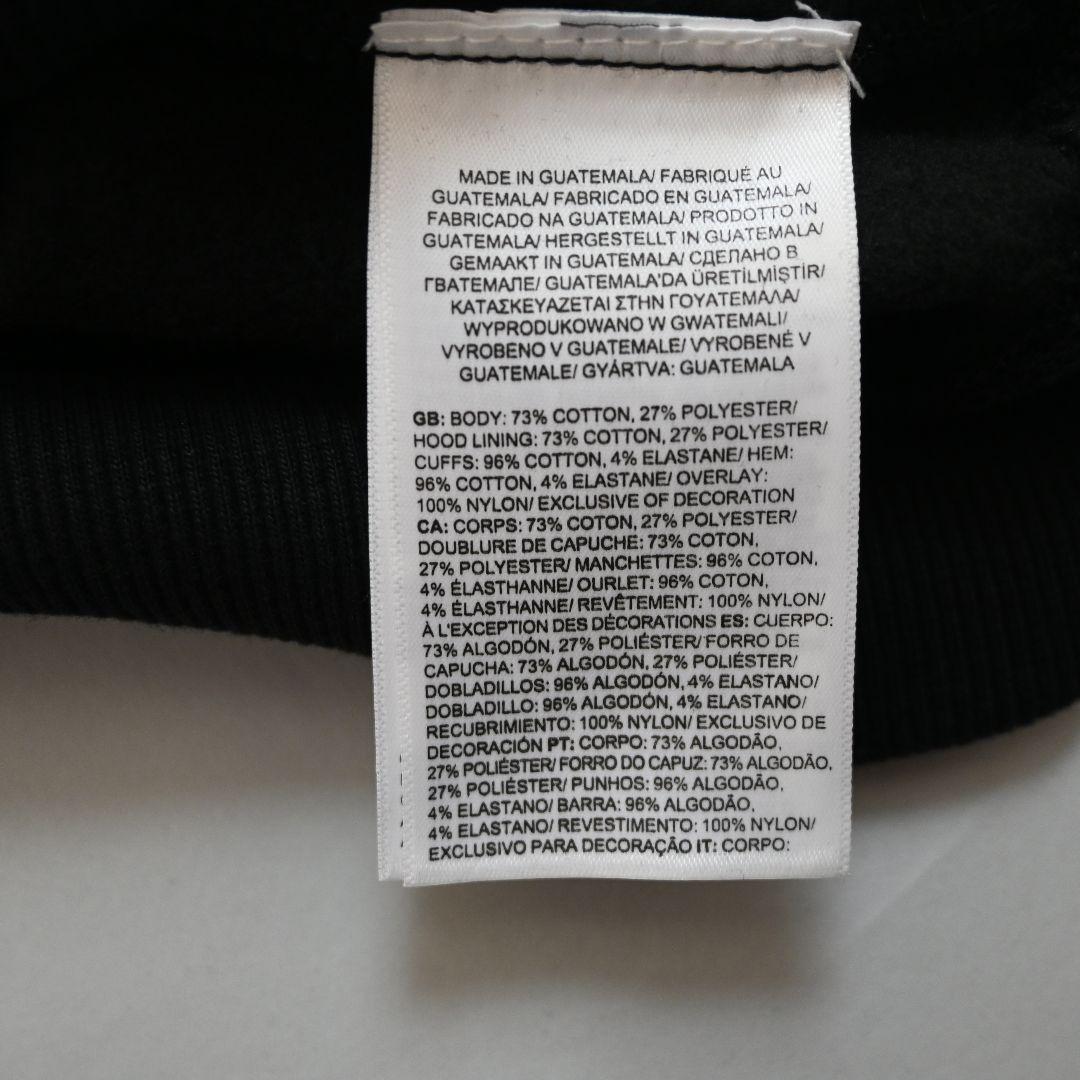 MADE IN GUATEMALA/ FABRIQUÉ AU
GUATEMALA/ FABRICADO EN GUATEMALA/
FABRICADO NA GUATEMALA/ PRODOTTO IN
GUATEMALA/ HERGESTELLT IN GUATEMALA/
GEMAAKT IN GUATEMALA/ СДЕЛАНО В
ГВАТЕМАЛЕ/ GUATEMALA'DA ÜRETİLMİŞTİR/
ΚΑΤΑΣΚΕΥΑΖΕΤΑΙ ΣΤΗΝ ΓΟΥΑΤΕΜΑΛΑ/
WYPRODUKOWANO W GWATEMALI/
VYROBENO V GUATEMALE/ VYROBENÉ V
GUATEMALE/ GYÁRTVA: GUATEMALA
GB: BODY: 73% COTTON, 27% POLYESTER/
HOOD LINING: 73% COTTON, 27% POLYESTER/
CUFFS: 96% COTTON, 4% ELASTANE/ HEM:
96% COTTON, 4% ELASTANE/ OVERLAY:
100% NYLON/ EXCLUSIVE OF DECORATION
CA: CORPS: 73% COTON, 27% POLYESTER/
DOUBLURE DE CAPUCHE: 73% COTON,
27% POLYESTER/ MANCHETTES: 96% COTON,
4% ÉLASTHANNE/ OURLET: 96% COTON,
4% ÉLASTHANNE/ REVÊTEMENT: 100% NYLON/
À L'EXCEPTION DES DÉCORATIONS ES: CUERPO:
73% ALGODÓN, 27% POLIÉSTER/ FORRO DE
CAPUCHA: 73% ALGODÓN, 27% POLIÉSTER/
DOBLADILLOS: 96% ALGODÓN, 4% ELASTANO/
DOBLADILLO: 96% ALGODÓN, 4% ELASTANO/
RECUBRIMIENTO: 100% NYLON/ EXCLUSIVO DE
DECORACIÓN PT: CORPO: 73% ALGODÃO,
27% POLIÉSTER/ FORRO DO CAPUZ: 73% ALGODÃO,
27% POLIÉSTER/ PUNHOS: 96% ALGODÃO,
4% ELASTANO/ BARRA: 96% ALGODÃO,
4% ELASTANO/ REVESTIMENTO: 100% NYLON/
EXCLUSIVO PARA DECORAÇÃO IT: CORPO: